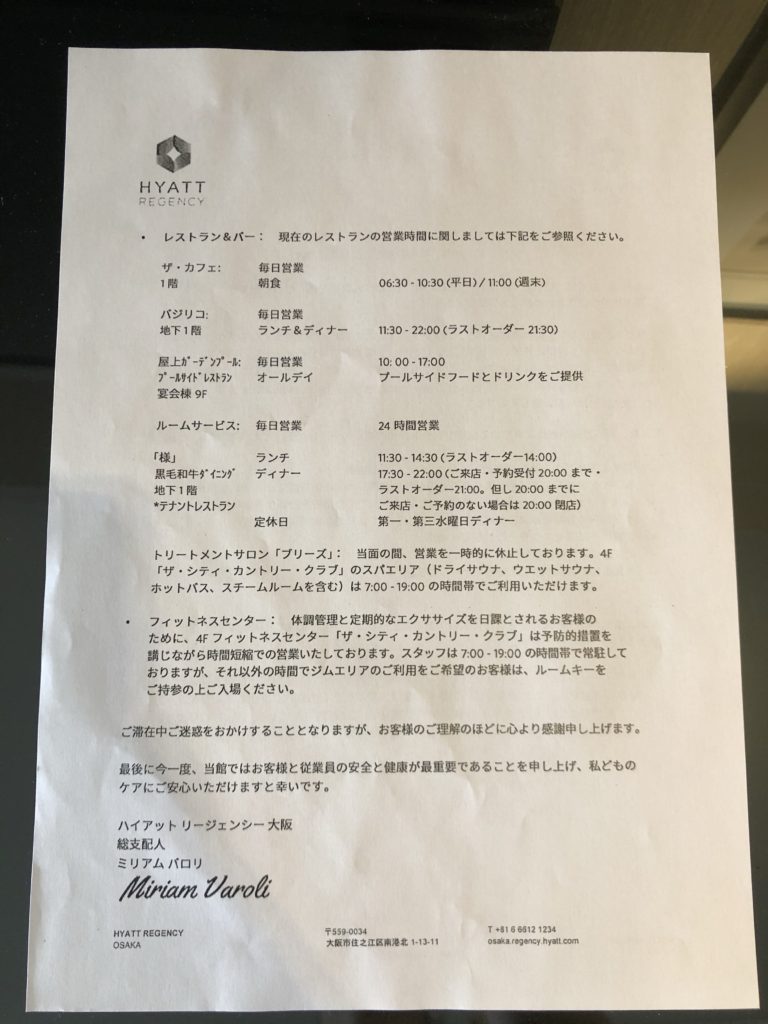 HYATT
REGENCY
• レストラン＆バー： 現在のレストランの営業時間に関しましては下記をご参照ください。
ザ・カフェ: 毎日営業
1階 朝食 06:30 - 10:30 (平日) / 11:00 (週末)
バジリコ: 毎日営業
地下1階 ランチ＆ディナー 11:30 - 22:00 (ラストオーダー 21:30)
屋上ｶﾞｰﾃﾞﾝﾌﾟｰﾙ: 毎日営業 10: 00 - 17:00
ﾌﾟｰﾙｻｲﾄﾞﾚｽﾄﾗﾝ オールデイ プールサイドフードとドリンクをご提供
宴会棟 9F
ルームサービス: 毎日営業 24 時間営業
「様」 ランチ 11:30 - 14:30 (ラストオーダー14:00)
黒毛和牛ﾀﾞｲﾆﾝｸﾞ ディナー 17:30 - 22:00 (ご来店・予約受付 20:00 まで・
地下1階 ラストオーダー21:00。但し 20:00 までに
*テナントレストラン ご来店・ご予約のない場合は 20:00 閉店)
定休日 第一・第三水曜日ディナー
トリートメントサロン「ブリーズ」： 当面の間、営業を一時的に休止しております。4F
「ザ・シティ・カントリー・クラブ」のスパエリア（ドライサウナ、ウエットサウナ、
ホットバス、スチームルームを含む）は 7:00 - 19:00 の時間帯でご利用いただけます。
• フィットネスセンター： 体調管理と定期的なエクササイズを日課とされるお客様の
ために、4F フィットネスセンター「ザ・シティ・カントリー・クラブ」は予防的措置を
講じながら時間短縮での営業いたしております。スタッフは 7:00 - 19:00 の時間帯で常駐して
おりますが、それ以外の時間でジムエリアのご利用をご希望のお客様は、ルームキーを
ご持参の上ご入場ください。
ご滞在中ご迷惑をおかけすることとなりますが、お客様のご理解のほどに心より感謝申し上げます。
最後に今一度、当館ではお客様と従業員の安全と健康が最重要であることを申し上げ、私どもの
ケアにご安心いただけますと幸いです。
ハイアット リージェンシー 大阪
総支配人
ミリアム バロリ
Miriam Varoli
HYATT REGENCY 〒559-0034 T +81 6 6612 1234
OSAKA 大阪市住之江区南港北 1-13-11 osaka.regency.hyatt.com